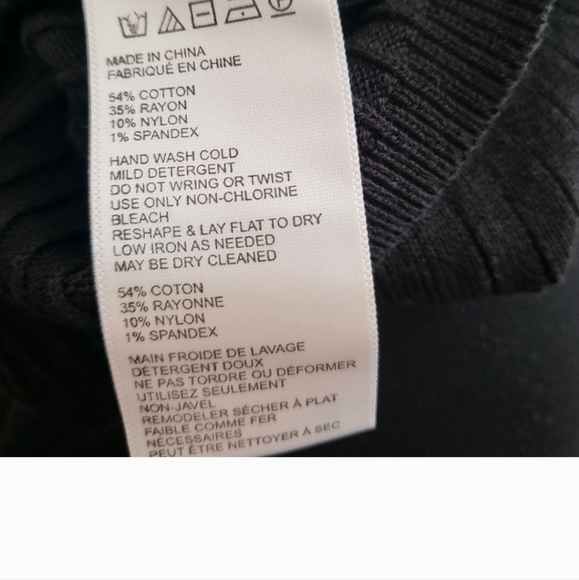 MADE IN CHINA
FABRIQUÉ EN CHINE
54% COTTON
35% RAYON
10% NYLON
1% SPANDEX
HAND WASH COLD
MILD DETERGENT
DO NOT WRING OR TWIST
USE ONLY NON-CHLORINE
BLEACH
RESHAPE & LAY FLAT TO DRY
LOW IRON AS NEEDED
MAY BE DRY CLEANED
54% COTON
35% RAYONNE
10% NYLON
1% SPANDEX
MAIN FROIDE DE LAVAGE
DÉTERGENT DOUX
NE PAS TORDRE OU DÉFORMER
UTILISEZ SEULEMENT
NON-JAVEL
REMODELER SÉCHER À PLAT
FAIBLE COMME FER
NÉCESSAIRES
PEUT ÊTRE NETTOYER À SEC